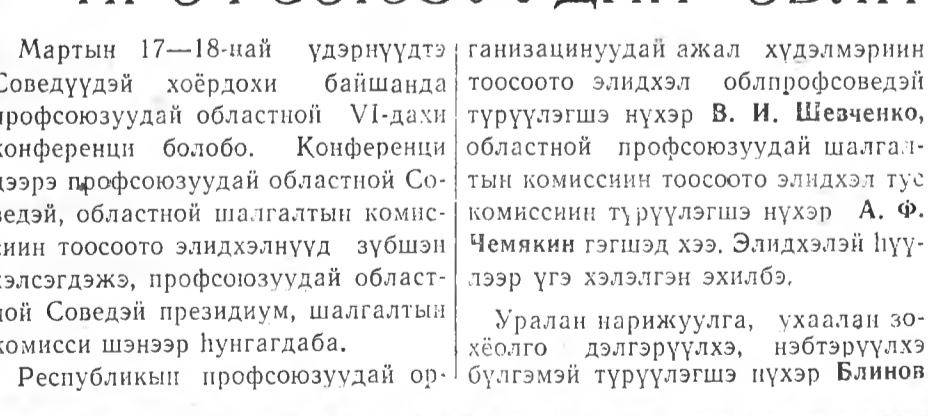 Мартын 17—18-най үдэрнүүдтэ
Соведүүдэй хоёрдохи байшанда
профсоюзуудай областной VI-дахи
конференци болобо. Конференци
дээрэ профсоюзуудай областной Со-
ведэй, областной шалгалтын комис-
сиин тоосоото элидхэлнүүд зүбшэн
хэлсэгдэжэ, профсоюзуудай област-
ной Соведэй президиум, шалгалтын
комисси шэнээр һунгагдаба.
Республикын профсоюзуудай ор-
ганизацинуудай ажал хүдэлмэриин
тоосоото элидхэл облпрофсоведэй
түрүүлэгшэ нүхэр В. И. Шевченко,
областной профсоюзуудай шалгал-
тын комиссиин тоосоото элидхэл тус
комиссиин түрүүлэгшэ нүхэр А. Ф.
Чемякин гэгшэд хээ. Элидхэлэй һүү-
лээр үгэ хэлэлгэн эхилбэ.
Уралан нарижуулга, ухаалан зо-
хёолго дэлгэрүүлхэ, нэбтэрүүлхэ
бүлгэмэй түрүүлэгшэ нүхэр Блинов